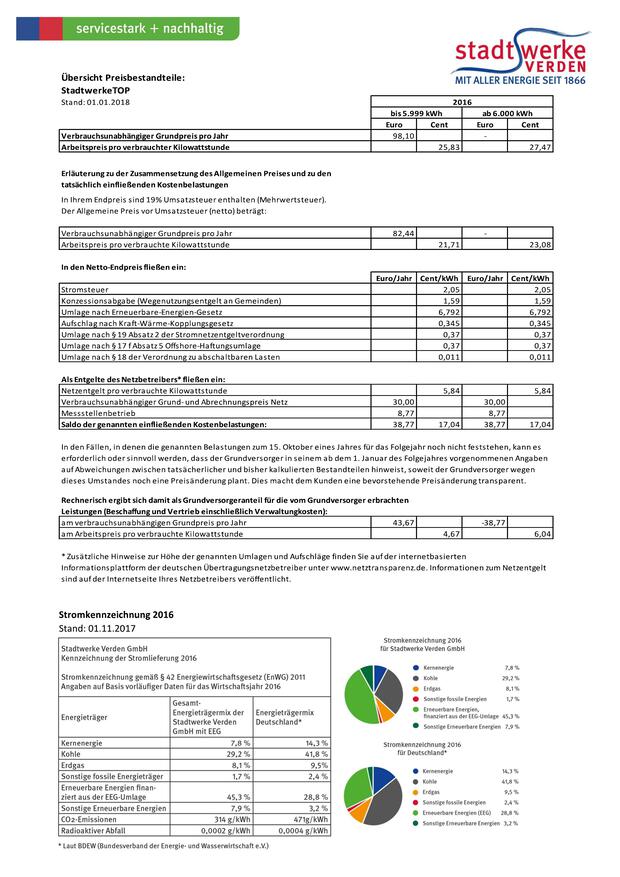 servicestark + nachhaltig
stadtwerke
VERDEN
MIT ALLER ENERGIE SEIT 1866
Übersicht Preisbestandteile:
StadtwerkeTOP
Stand: 01.01.2018
2016
bis 5.999 kWh ab 6.000 kWh
Euro Cent Euro Cent
Verbrauchsunabhängiger Grundpreis pro Jahr 98,10 -
Arbeitspreis pro verbrauchter Kilowattstunde 25,83 27,47
Erläuterung zu der Zusammensetzung des Allgemeinen Preises und zu den
tatsächlich einfließenden Kostenbelastungen
In Ihrem Endpreis sind 19% Umsatzsteuer enthalten (Mehrwertsteuer).
Der Allgemeine Preis vor Umsatzsteuer (netto) beträgt:
Verbrauchsunabhängiger Grundpreis pro Jahr 82,44 -
Arbeitspreis pro verbrauchte Kilowattstunde 21,71 23,08
In den Netto-Endpreis fließen ein:
Euro/Jahr Cent/kWh Euro/Jahr Cent/kWh
Stromsteuer 2,05 2,05
Konzessionsabgabe (Wegenutzungsentgelt an Gemeinden) 1,59 1,59
Umlage nach Erneuerbare-Energien-Gesetz 6,792 6,792
Aufschlag nach Kraft-Wärme-Kopplungsgesetz 0,345 0,345
Umlage nach § 19 Absatz 2 der Stromnetzentgeltverordnung 0,37 0,37
Umlage nach § 17 f Absatz 5 Offshore-Haftungsumlage 0,37 0,37
Umlage nach § 18 der Verordnung zu abschaltbaren Lasten 0,011 0,011
Als Entgelte des Netzbetreibers* fließen ein:
Netzentgelt pro verbrauchte Kilowattstunde 5,84 5,84
Verbrauchsunabhängiger Grund- und Abrechnungspreis Netz 30,00 30,00
Messstellenbetrieb 8,77 8,77
Saldo der genannten einfließenden Kostenbelastungen: 38,77 17,04 38,77 17,04
In den Fällen, in denen die genannten Belastungen zum 15. Oktober eines Jahres für das Folgejahr noch nicht feststehen, kann es
erforderlich oder sinnvoll werden, dass der Grundversorger in seinem ab dem 1. Januar des Folgejahres vorgenommenen Angaben
auf Abweichungen zwischen tatsächerlicher und bisher kalkulierten Bestandteilen hinweist, soweit der Grundversorger wegen
dieses Umstandes noch eine Preisänderung plant. Dies macht dem Kunden eine bevorstehende Preisänderung transparent.
Rechnerisch ergibt sich damit als Grundversorgeranteil für die vom Grundversorger erbrachten
Leistungen (Beschaffung und Vertrieb einschließlich Verwaltungkosten):
am verbrauchsunabhängigen Grundpreis pro Jahr 43,67 -38,77
am Arbeitspreis pro verbrauchte Kilowattstunde 4,67 6,04
* Zusätzliche Hinweise zur Höhe der genannten Umlagen und Aufschläge finden Sie auf der internetbasierten
Informationsplattform der deutschen Übertragungsnetzbetreiber unter www.netztransparenz.de. Informationen zum Netzentgelt
sind auf der Internetseite Ihres Netzbetreibers veröffentlicht.
Stromkennzeichnung 2016
Stand: 01.11.2017
Stadtwerke Verden GmbH
Kennzeichnung der Stromlieferung 2016
Stromkennzeichnung gemäß § 42 Energiewirtschaftsgesetz (EnWG) 2011
Angaben auf Basis vorläufiger Daten für das Wirtschaftsjahr 2016
Energieträger
Gesamt-
Energieträgermix der
Stadtwerke Verden
GmbH mit EEG
Energieträgermix
Deutschland*
Kernenergie 7,8 % 14,3 %
Kohle 29,2 % 41,8 %
Erdgas 8,1 % 9,5%
Sonstige fossile Energieträger 1,7 % 2,4 %
Erneuerbare Energien finan-
ziert aus der EEG-Umlage 45,3 % 28,8 %
Sonstige Erneuerbare Energien 7,9 % 3,2 %
CO2-Emissionen 314 g/kWh 471g/kWh
Radioaktiver Abfall 0,0002 g/kWh 0,0004 g/kWh
* Laut BDEW (Bundesverband der Energie- und Wasserwirtschaft e.V.)
Stromkennzeichnung 2016
für Stadtwerke Verden GmbH
Kernenergie 7,8 %
Kohle 29,2 %
Erdgas 8,1 %
Sonstige fossile Energien 1,7 %
Erneuerbare Energien,
finanziert aus der EEG-Umlage 45,3 %
Sonstige Erneuerbare Energien 7,9 %
Stromkennzeichnung 2016
für Deutschland*
Kernenergie 14,3 %
Kohle 41,8 %
Erdgas 9,5 %
Sonstige fossile Energien 2,4 %
Erneuerbare Energien (EEG) 28,8 %
Sonstige Erneuerbare Energien 3,2 %